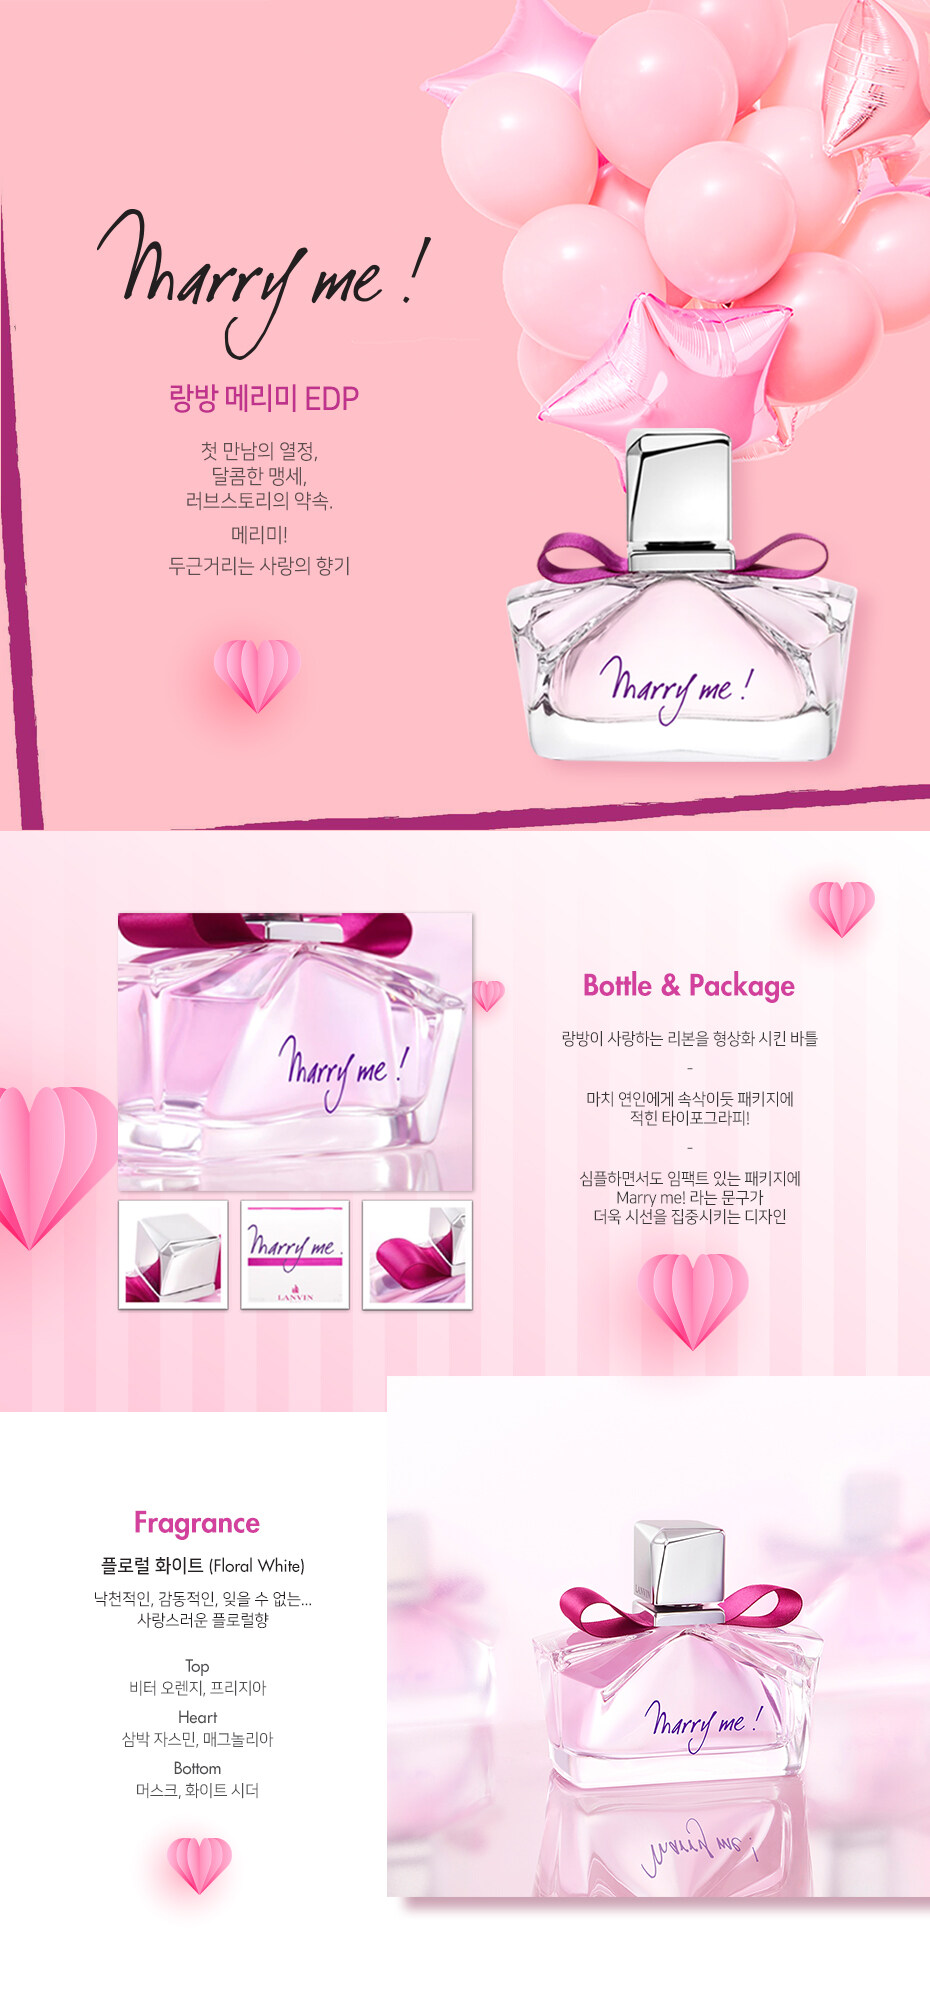 Marry me !
랑방 메리미 EDP
첫 만남의 열정,
달콤한 맹세,
러브스토리의 약속.
메리미!
두근거리는 사랑의 향기
Marry me !
Marry me !
Marry me.
LANVIN
Bottle & Package
랑방이 사랑하는 리본을 형상화 시킨 바틀
-
마치 연인에게 속삭이듯 패키지에
적힌 타이포그라피!
-
심플하면서도 임팩트 있는 패키지에
Marry me! 라는 문구가
더욱 시선을 집중시키는 디자인
Fragrance
플로럴 화이트 (Floral White)
낙천적인, 감동적인, 잊을 수 없는...
사랑스러운 플로럴향
Top
비터 오렌지, 프리지아
Heart
삼박 자스민, 매그놀리아
Bottom
머스크, 화이트 시더
LANVIN
Marry me !